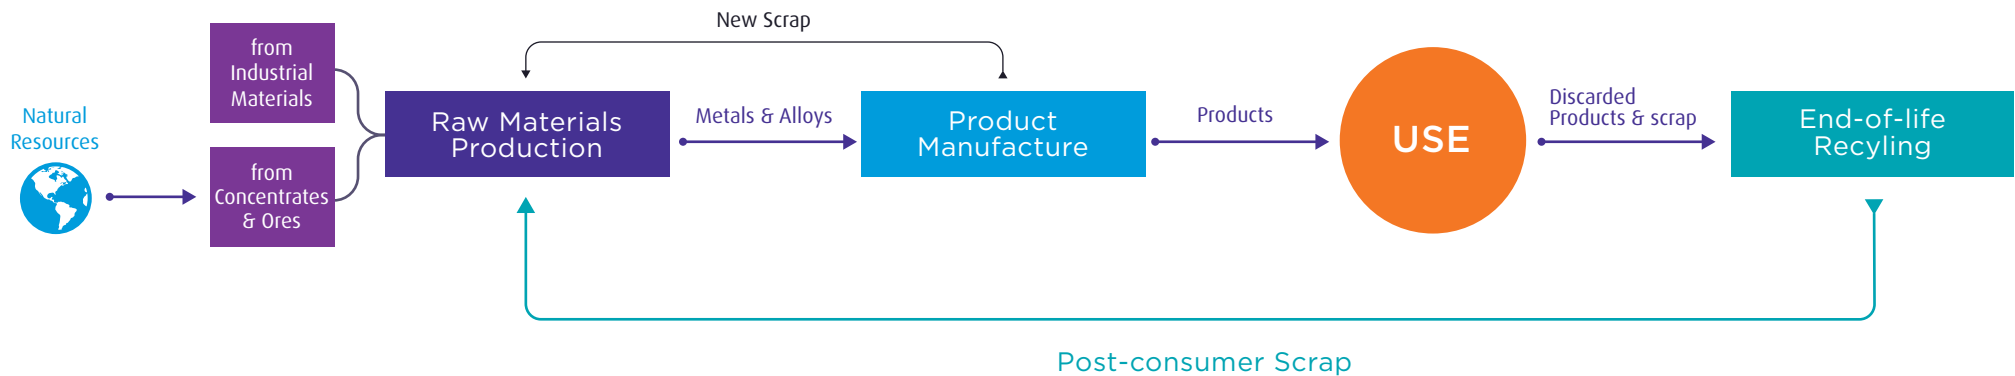 New Scrap
from
Industrial
Materials
Natural
Resources
from
Concentrates
& Ores
Raw Materials
Production
Metals & Alloys
Product
Manufacture
Products
USE
Discarded
Products & scrap
End-of-life
Recyling
Post-consumer Scrap